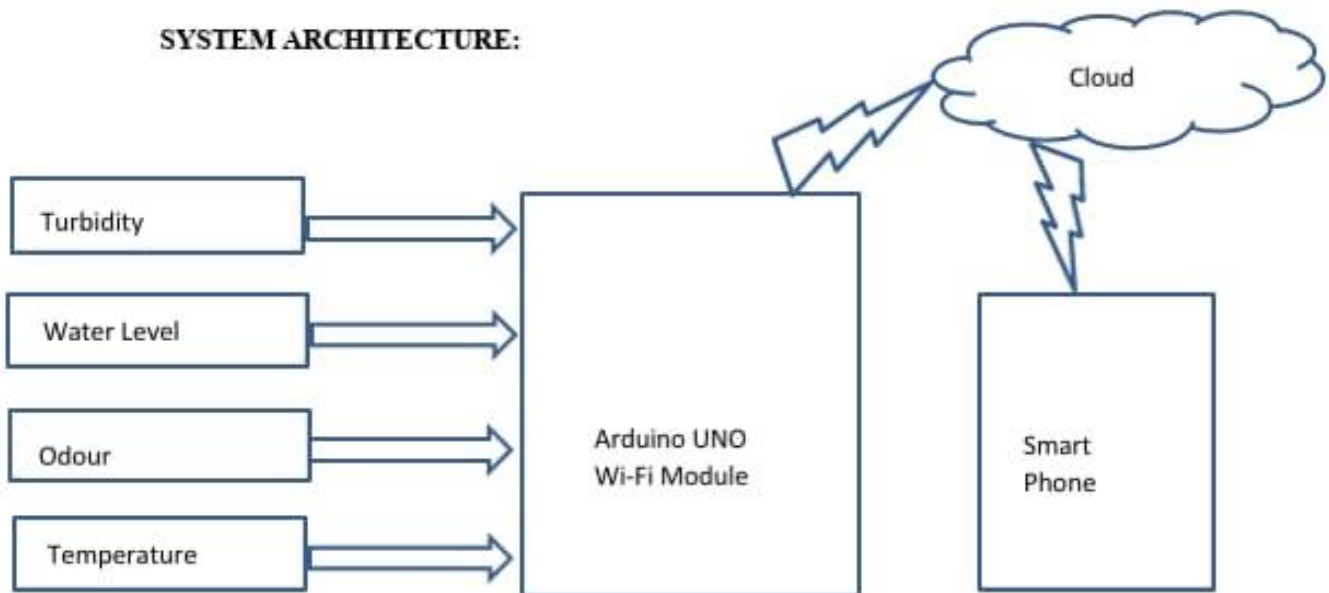 SYSTEM ARCHITECTURE:
Cloud
Turbidity
Water Level
Odour
Temperature
Arduino UNO
Wi-Fi Module
Smart
Phone